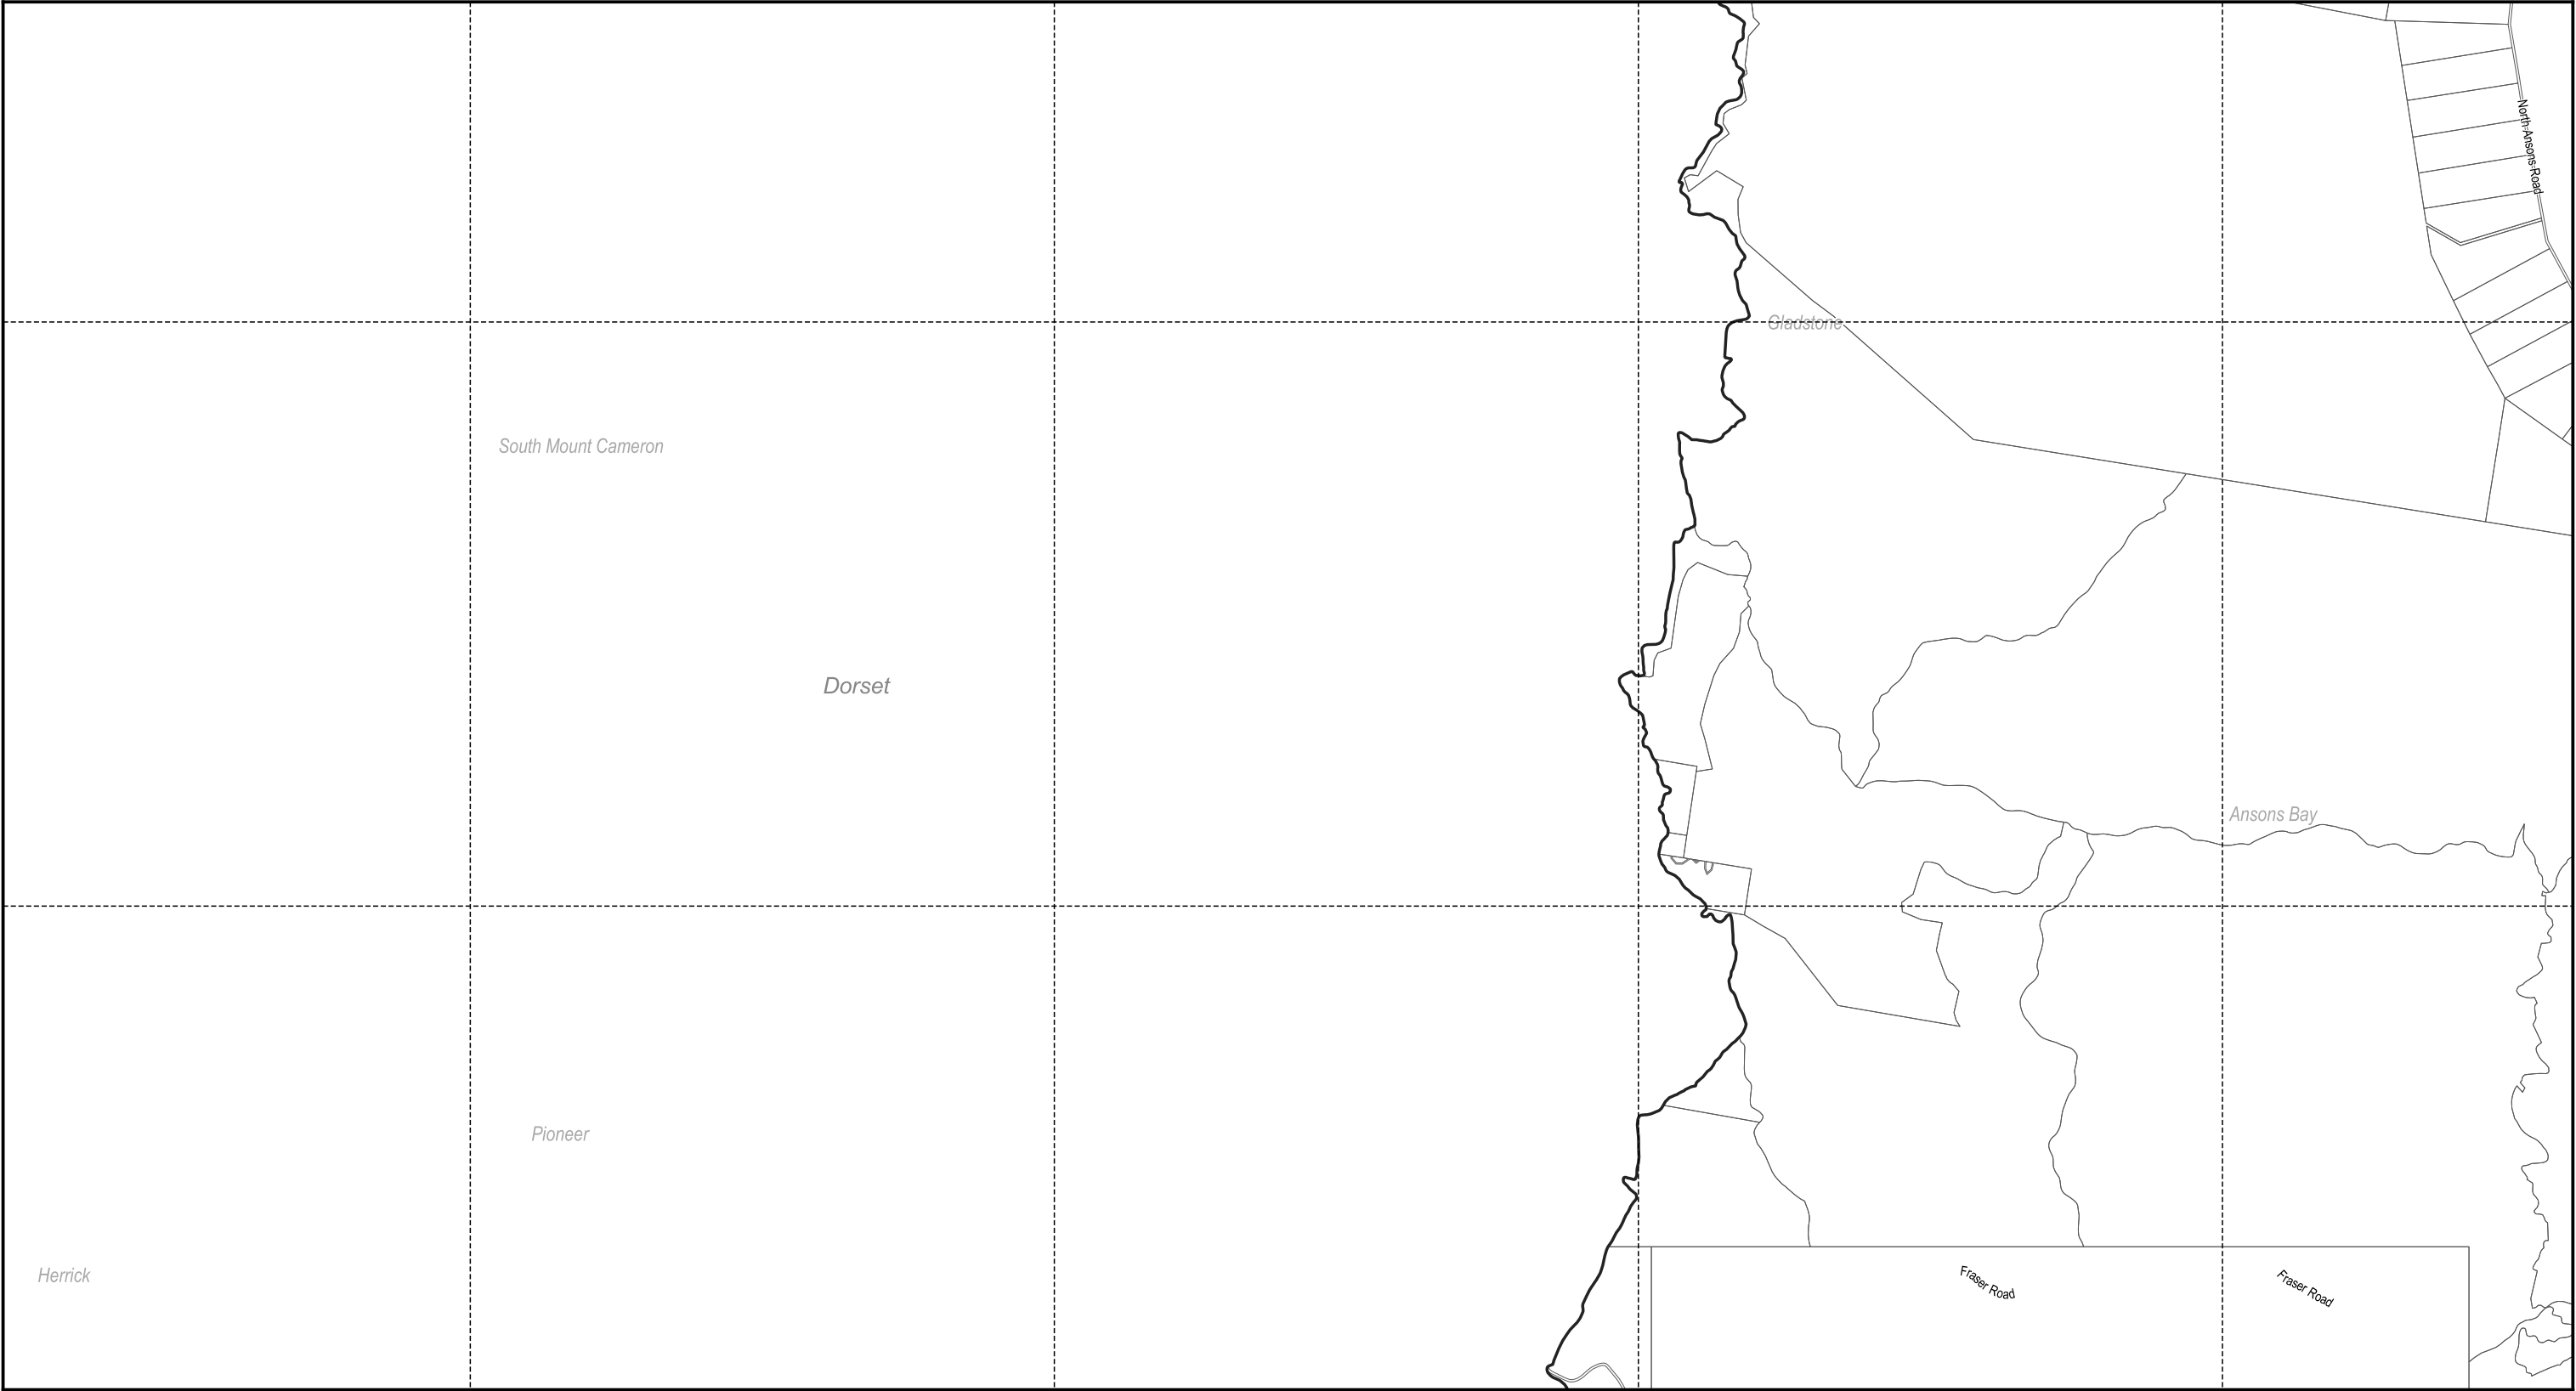 North Ansons Road
Gladstone
South Mount Cameron
Dorset
Ansons Bay
Pioneer
Herrick
Fraser Road
Fraser Road